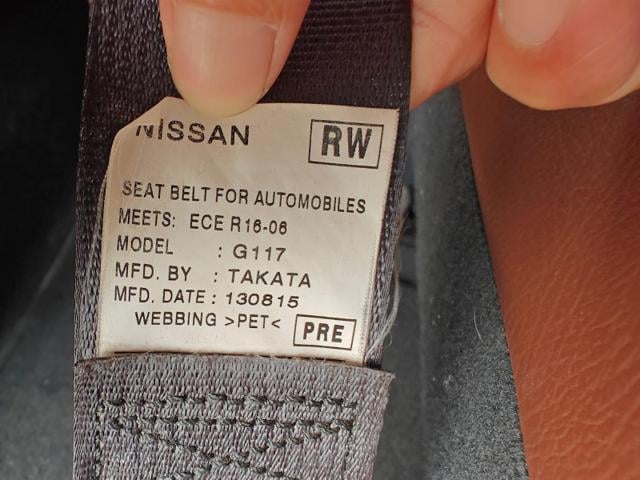 NISSAN RW
SEAT BELT FOR AUTOMOBILES
MEETS: ECE R16-06
MODEL : G117
MFD. BY : TAKATA
MFD. DATE : 130815
WEBBING >PET< PRE